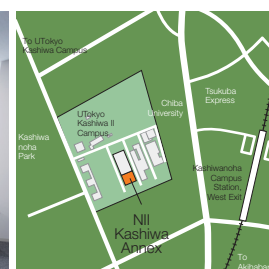 To UTokyo
Kashiwa Campus
Tsukuba
Express
Chiba
University
UTokyo
Kashiwa II
Campus
Kashiwa
noha
Park
Kashiwanoha
Campus
Station,
West Exit
NII
Kashiwa
Annex
To
Akihabara